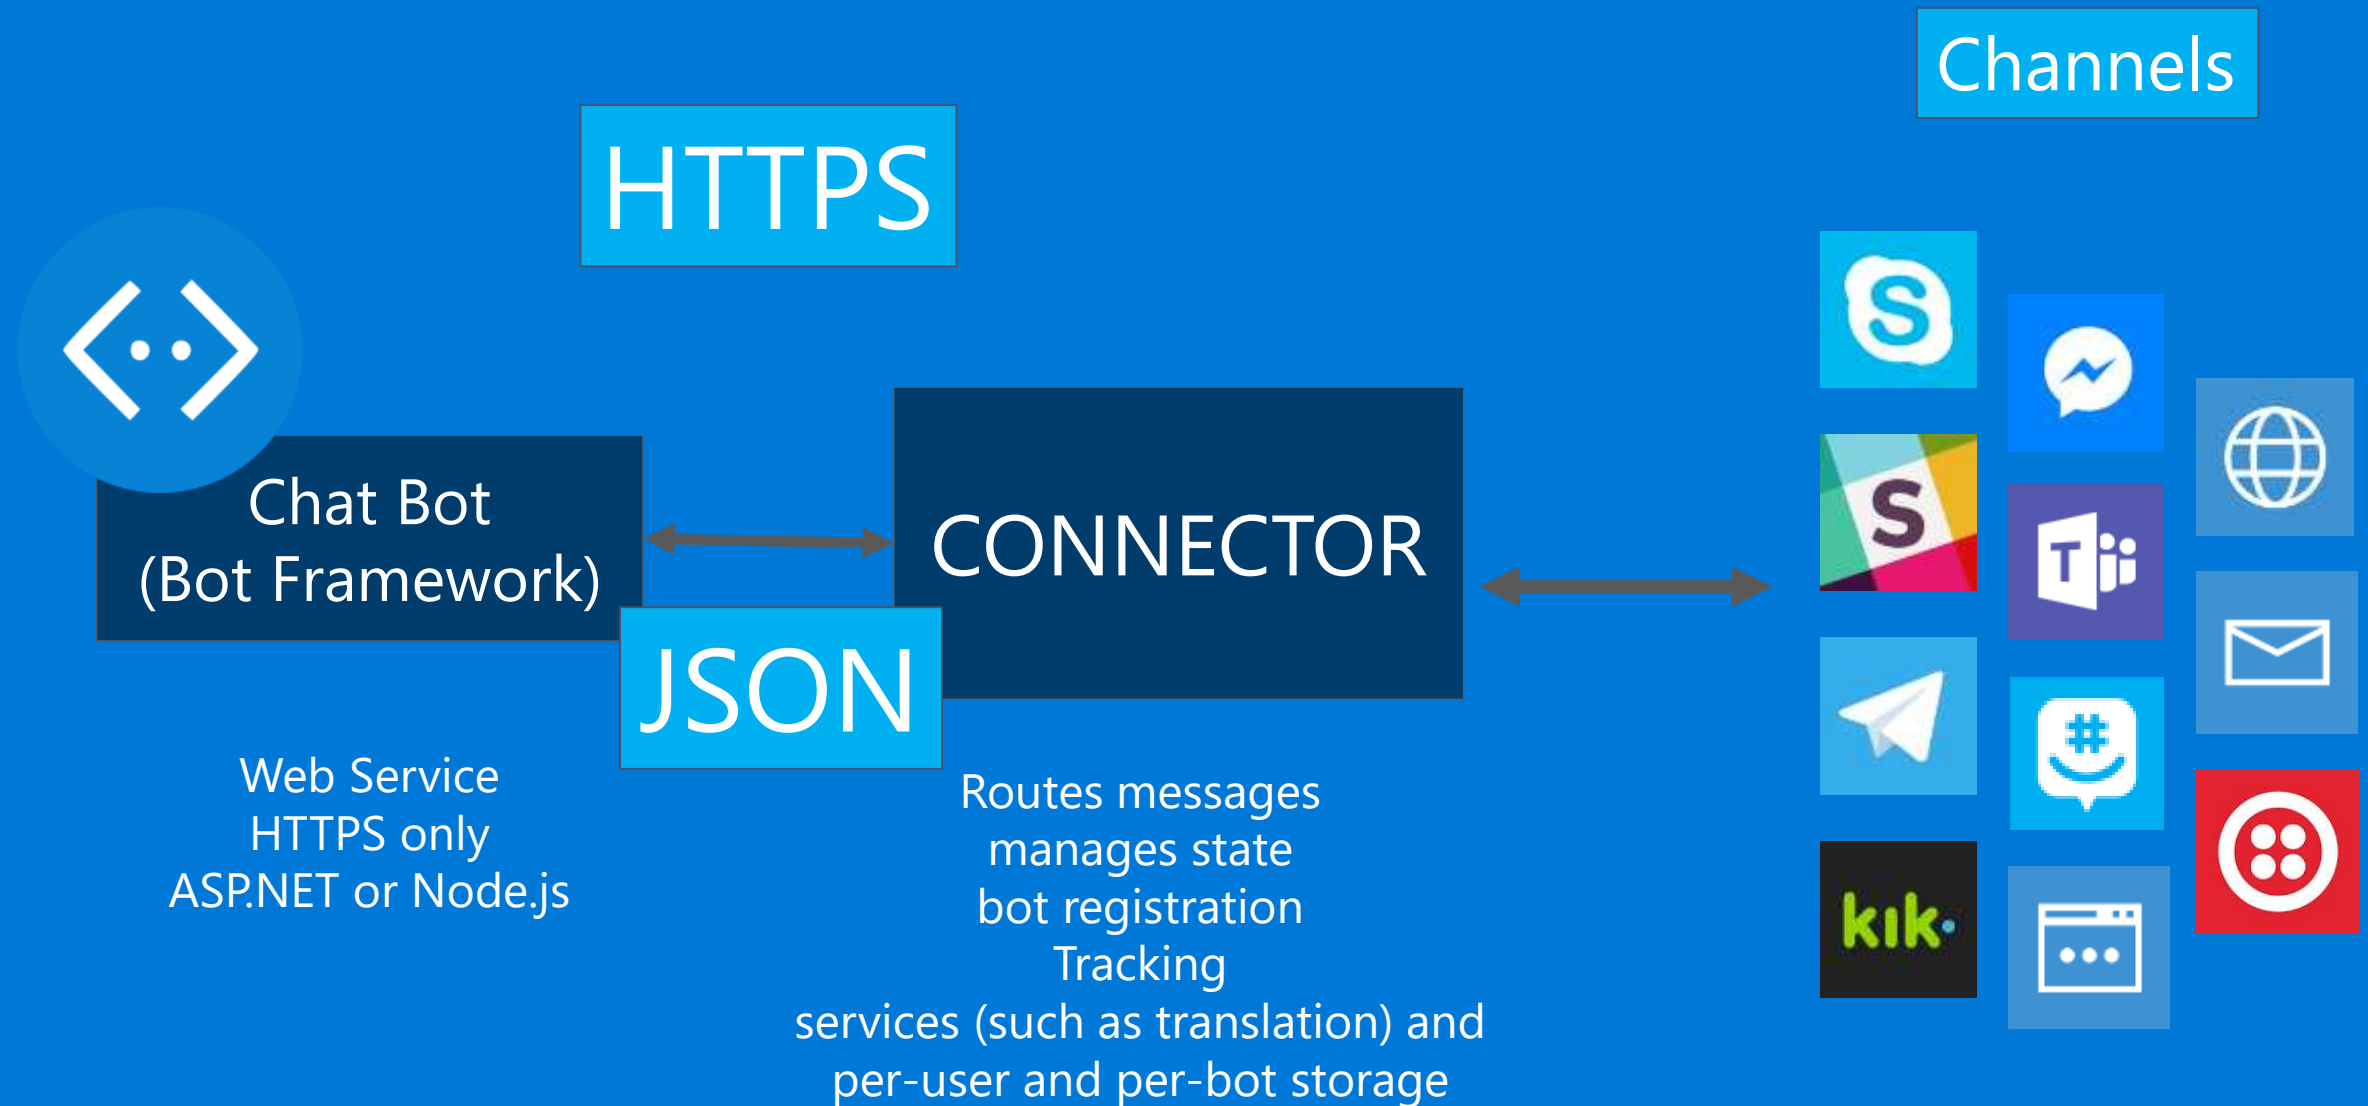 Channels
HTTPS
Chat Bot
(Bot Framework)
CONNECTOR
JSON
Web Service
HTTPS only
ASP.NET or Node.js
Routes messages
manages state
bot registration
Tracking
services (such as translation) and
per-user and per-bot storage
S
S
T
#
kik